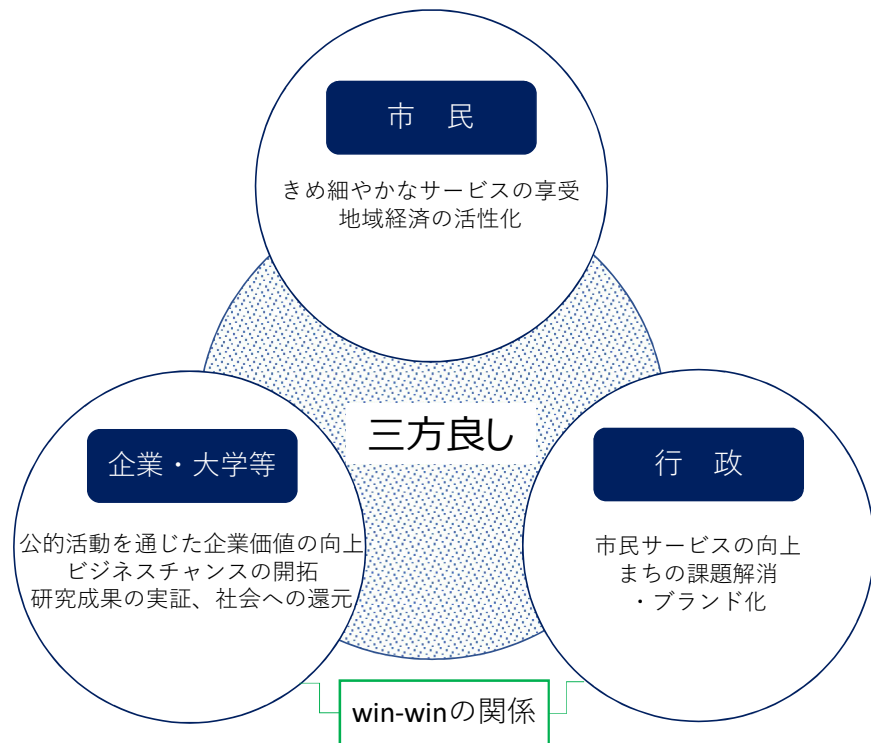 市　民
きめ細やかなサービスの享受
地域経済の活性化
三方良し
企業・大学等
公的活動を通じた企業価値の向上
ビジネスチャンスの開拓
研究成果の実証、社会への還元
行　政
市民サービスの向上
まちの課題解消
・ブランド化
win-winの関係